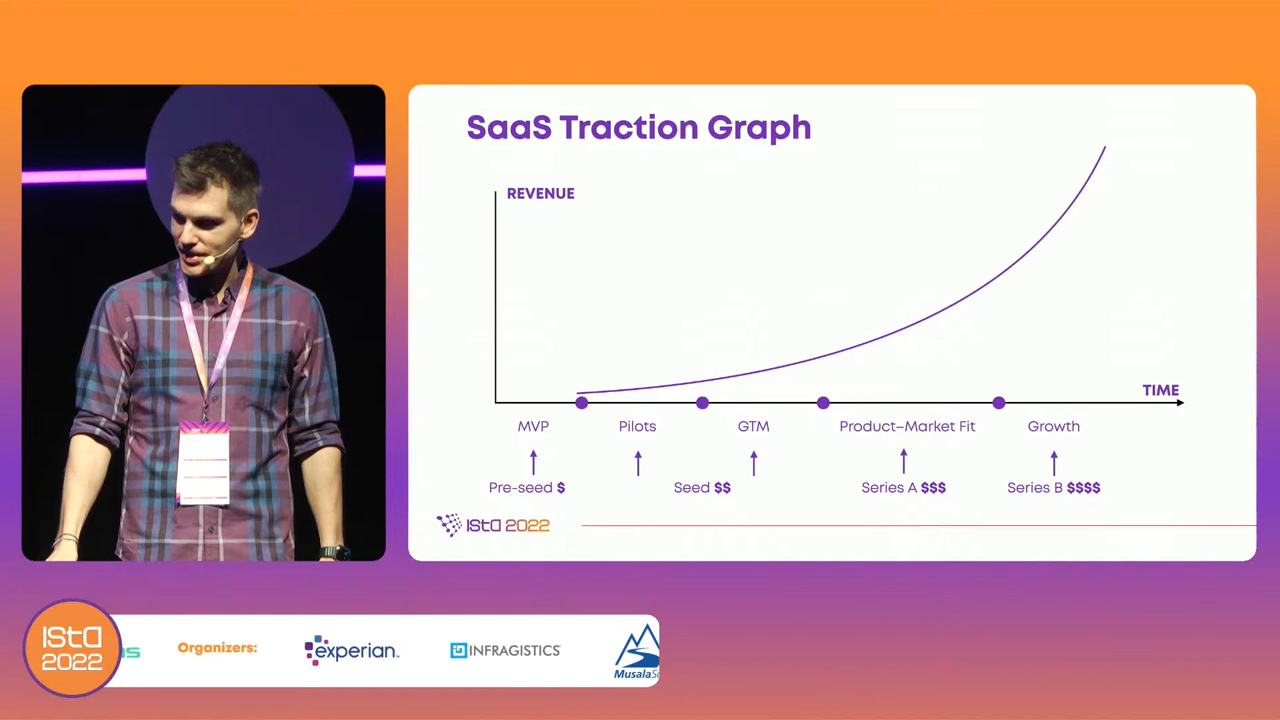 SaaS Traction Graph
REVENUE
TIME
MVP
Pilots
GTM
Product–Market Fit
Growth
Pre-seed $
Seed $$
Series A $$$
Series B $$$$
ISTA 2022
ISTA
2022
Organizers:
experian
INFRAGISTICS
Musala